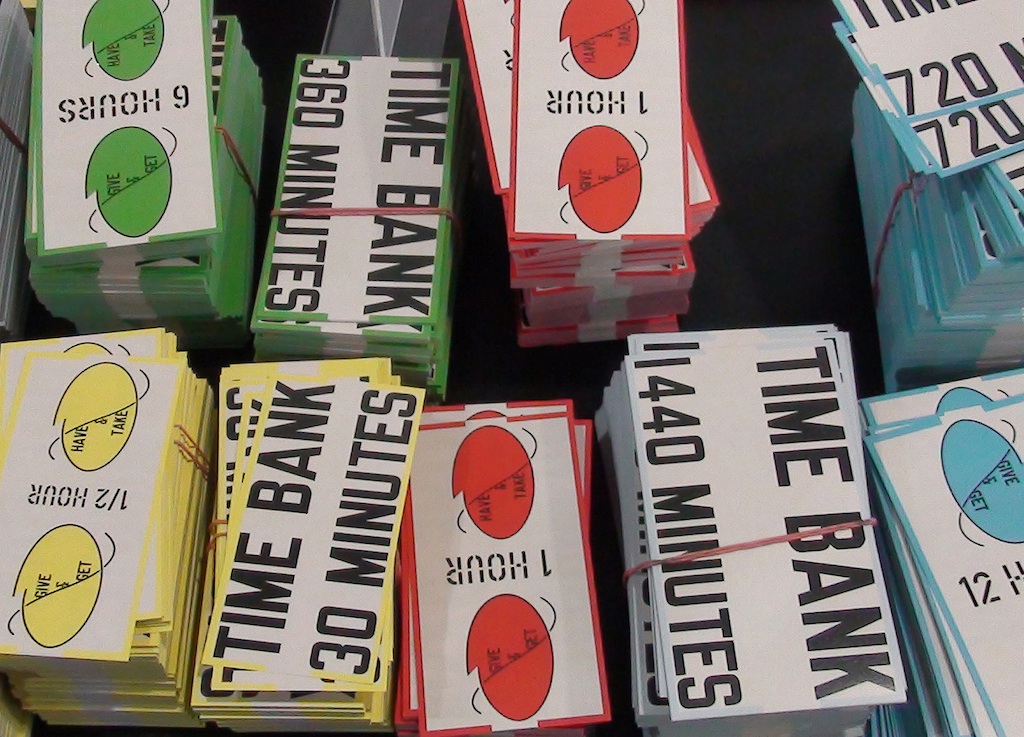 HAVE
&
TAKE
6 HOURS
GIVE
&
GET
TIME BANK
360 MINUTES
HAVE
&
TAKE
1 HOUR
GIVE
&
GET
TIME
720
720
HAVE
&
TAKE
1/2 HOUR
GIVE
&
GET
TIME BANK
30 MINUTES
HAVE
&
TAKE
1 HOUR
GIVE
&
GET
TIME BANK
1440 MINUTES
GIVE
&
GET
12 H